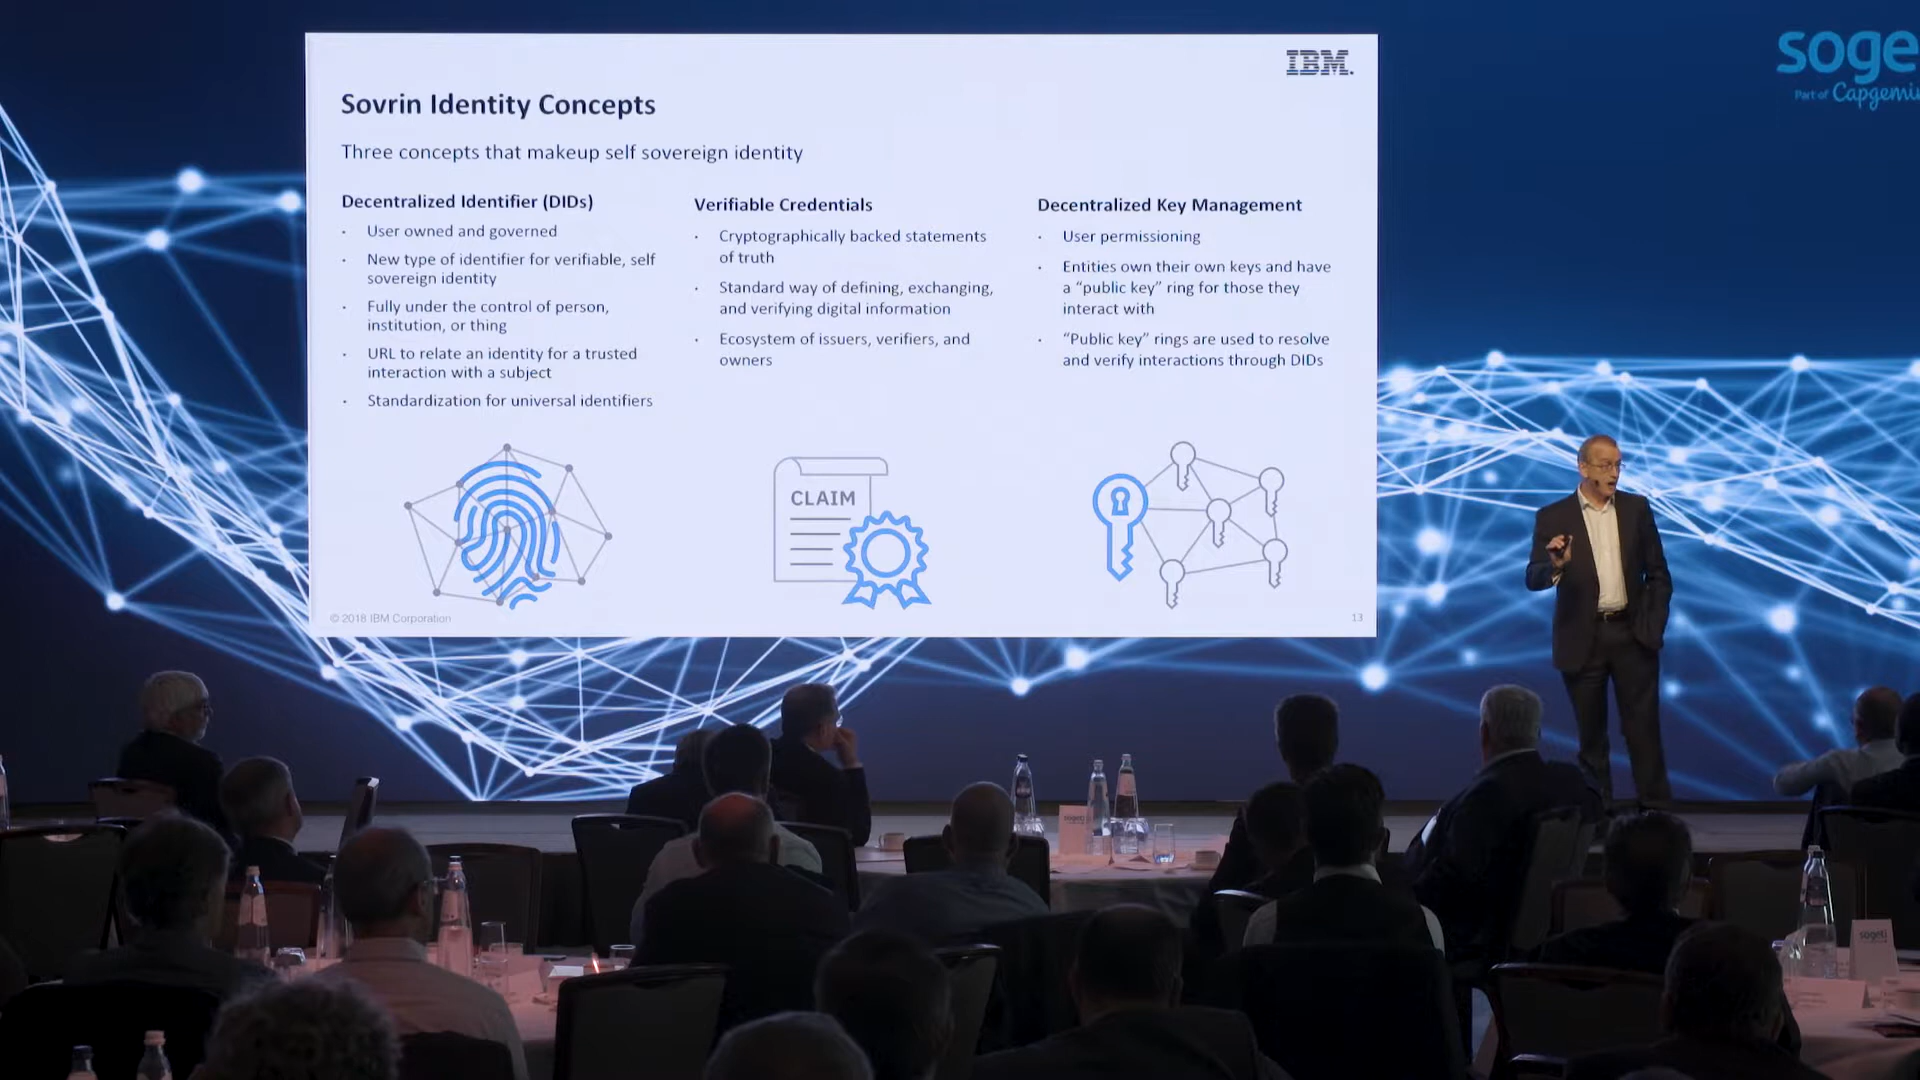 IBM.
soge
Part of Capgemi
Sovrin Identity Concepts
Three concepts that makeup self sovereign identity
Decentralized Identifier (DIDs)
· User owned and governed
· New type of identifier for verifiable, self
sovereign identity
· Fully under the control of person,
institution, or thing
· URL to relate an identity for a trusted
interaction with a subject
· Standardization for universal identifiers
Verifiable Credentials
· Cryptographically backed statements
of truth
· Standard way of defining, exchanging,
and verifying digital information
· Ecosystem of issuers, verifiers, and
owners
Decentralized Key Management
· User permissioning
· Entities own their own keys and have
a “public key” ring for those they
interact with
· “Public key” rings are used to resolve
and verify interactions through DIDs
CLAIM
© 2018 IBM Corporation
13
sogeti
sogeti